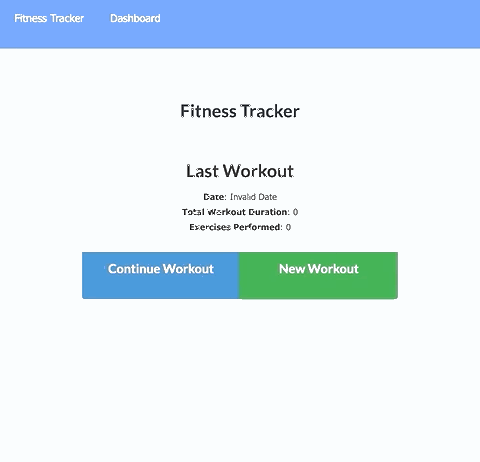 Fitness Tracker Dashboard
Fitness Tracker
Last Workout
Date: Invalid Date
Total Workout Duration: 0
Exercises Performed: 0
Continue Workout New Workout